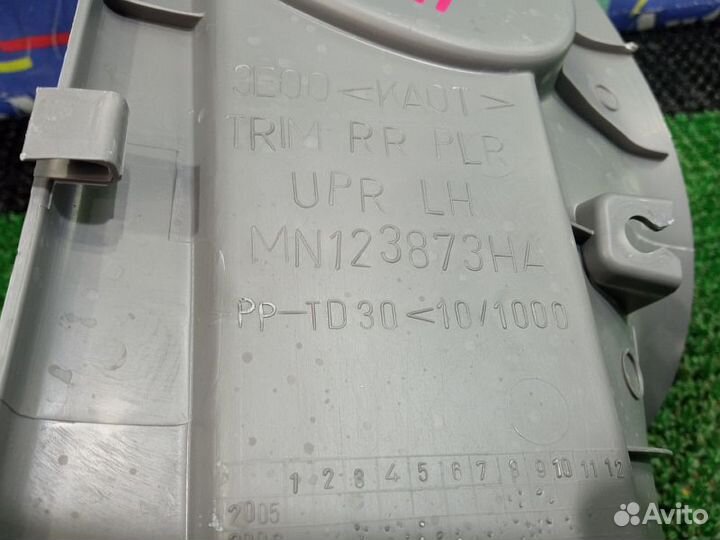 3E00 <KA0T>
TRIM RR PLR
UPR LH
MN123873HA
PP-TD30 <10/1000
1 2 3 4 5 6 7 8 9 10 11 12
2005
Avito